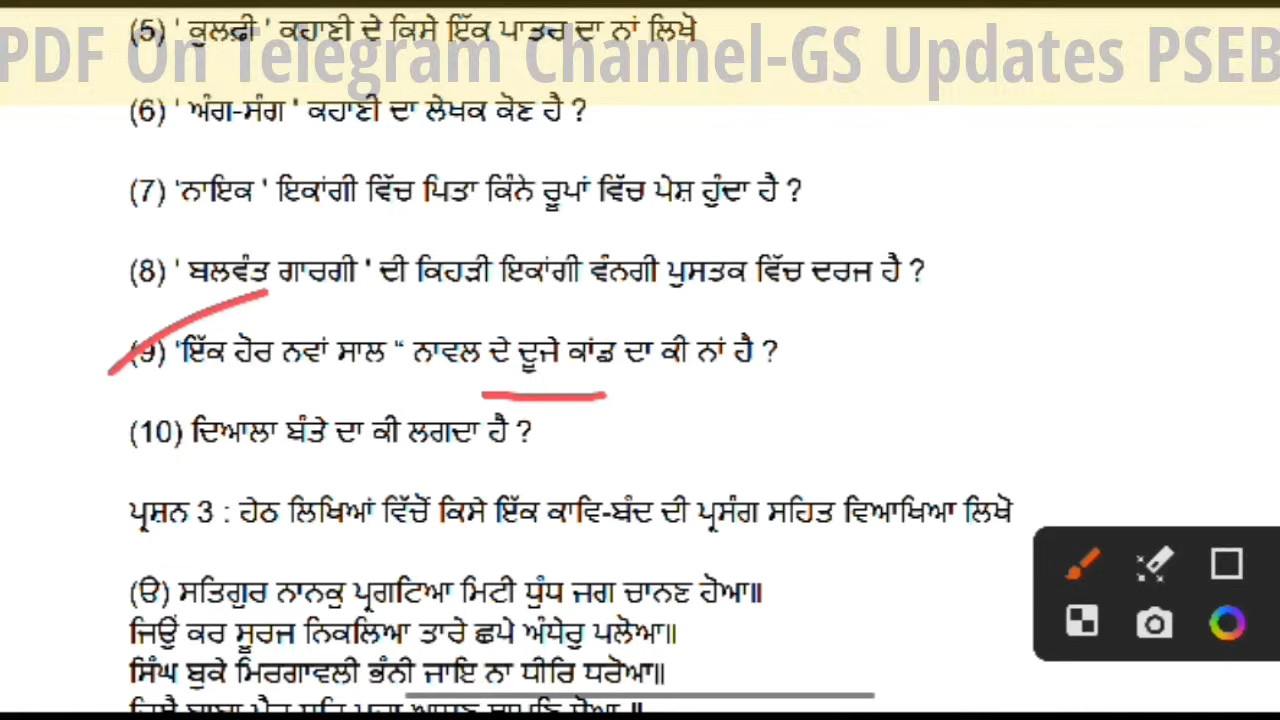 (5) ' ਕੁਲਫ਼ੀ ' ਕਹਾਣੀ ਦੇ ਕਿਸੇ ਇੱਕ ਪਾਤਰ ਦਾ ਨਾਂ ਲਿਖੋ
PDF On Telegram Channel-GS Updates PSEB
(6) ' ਅੰਗ-ਸੰਗ ' ਕਹਾਣੀ ਦਾ ਲੇਖਕ ਕੋਣ ਹੈ ?
(7) 'ਨਾਇਕ ' ਇਕਾਂਗੀ ਵਿੱਚ ਪਿਤਾ ਕਿੰਨੇ ਰੂਪਾਂ ਵਿੱਚ ਪੇਸ਼ ਹੁੰਦਾ ਹੈ ?
(8) ' ਬਲਵੰਤ ਗਾਰਗੀ ' ਦੀ ਕਿਹੜੀ ਇਕਾਂਗੀ ਵੰਨਗੀ ਪੁਸਤਕ ਵਿੱਚ ਦਰਜ ਹੈ ?
(9) 'ਇੱਕ ਹੋਰ ਨਵਾਂ ਸਾਲ “ ਨਾਵਲ ਦੇ ਦੂਜੇ ਕਾਂਡ ਦਾ ਕੀ ਨਾਂ ਹੈ ?
(10) ਦਿਆਲਾ ਬੰਤੇ ਦਾ ਕੀ ਲਗਦਾ ਹੈ ?
ਪ੍ਰਸ਼ਨ 3 : ਹੇਠ ਲਿਖਿਆਂ ਵਿੱਚੋਂ ਕਿਸੇ ਇੱਕ ਕਾਵਿ-ਬੰਦ ਦੀ ਪ੍ਰਸੰਗ ਸਹਿਤ ਵਿਆਖਿਆ ਲਿਖੋ
(ੳ) ਸਤਿਗੁਰ ਨਾਨਕੁ ਪ੍ਰਗਟਿਆ ਮਿਟੀ ਧੁੰਧ ਜਗ ਚਾਨਣ ਹੋਆ॥
ਜਿਉਂ ਕਰ ਸੂਰਜ ਨਿਕਲਿਆ ਤਾਰੇ ਛਪੇ ਅੰਧੇਰੁ ਪਲੋਆ॥
ਸਿੰਘ ਬੁਕੇ ਮਿਰਗਾਵਲੀ ਭੰਨੀ ਜਾਇ ਨਾ ਧੀਰਿ ਧਰੋਆ॥